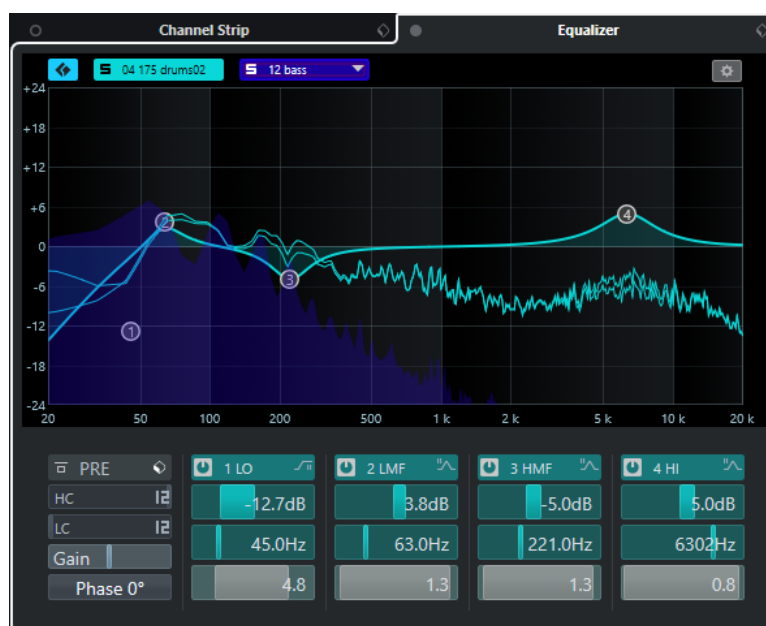 Channel Strip
Equalizer
04 175 drums02
12 bass
+24
+18
+12
+6
0
-6
-12
-18
-24
1
2
3
4
20 50 100 200 500 1 k 2 k 5 k 10 k 20 k
PRE
1 LO
2 LMF
3 HMF
4 HI
HC 12
-12.7dB
3.8dB
-5.0dB
5.0dB
LC 12
45.0Hz
63.0Hz
221.0Hz
6302Hz
Gain
Phase 0°
4.8
1.3
1.3
0.8